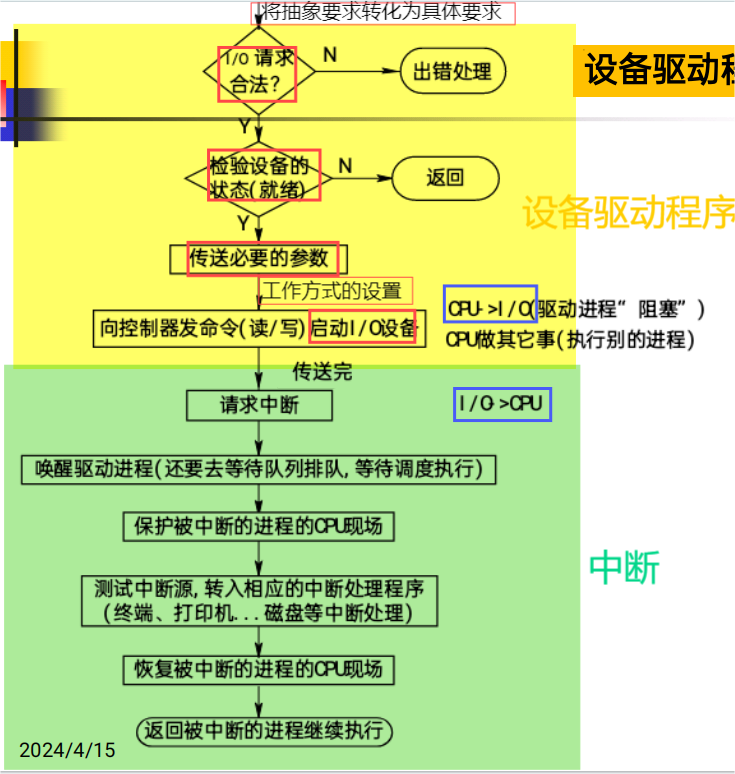 将抽象要求转化为具体要求
I/O 请求
合法?
N
出错处理
设备驱动程
Y
检验设备的
状态(就绪)
N
返回
设备驱动程序
Y
传送必要的参数
工作方式的设置
CPU->I/O(驱动进程“阻塞”)
向控制器发命令(读/写)启动I/O设备
CPU做其它事(执行别的进程)
传送完
请求中断
I/O->CPU
唤醒驱动进程(还要去等待队列排队,等待调度执行)
保护被中断的进程的CPU现场
中断
测试中断源,转入相应的中断处理程序
(终端、打印机...磁盘等中断处理)
恢复被中断的进程的CPU现场
返回被中断的进程继续执行
2024/4/15